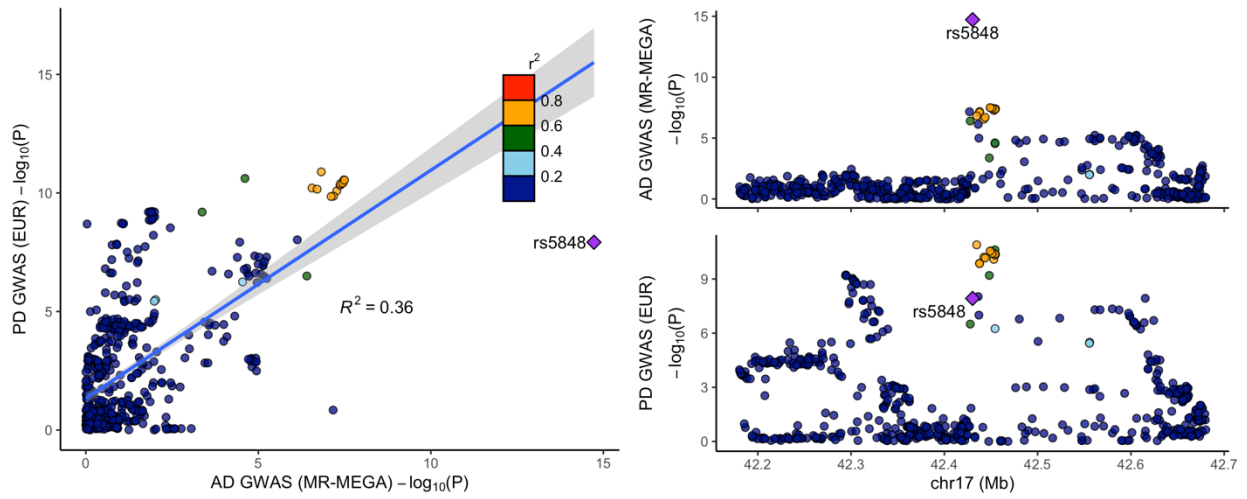 PD GWAS (EUR) −log10(P)
15
10
5
0
0
5
10
15
AD GWAS (MR−MEGA) −log10(P)
r2
0.8
0.6
0.4
0.2
rs5848
R2 = 0.36
AD GWAS (MR−MEGA)
−log10(P)
15
10
5
0
rs5848
PD GWAS (EUR)
−log10(P)
9
6
3
0
rs5848
42.2
42.3
42.4
42.5
42.6
42.7
chr17 (Mb)